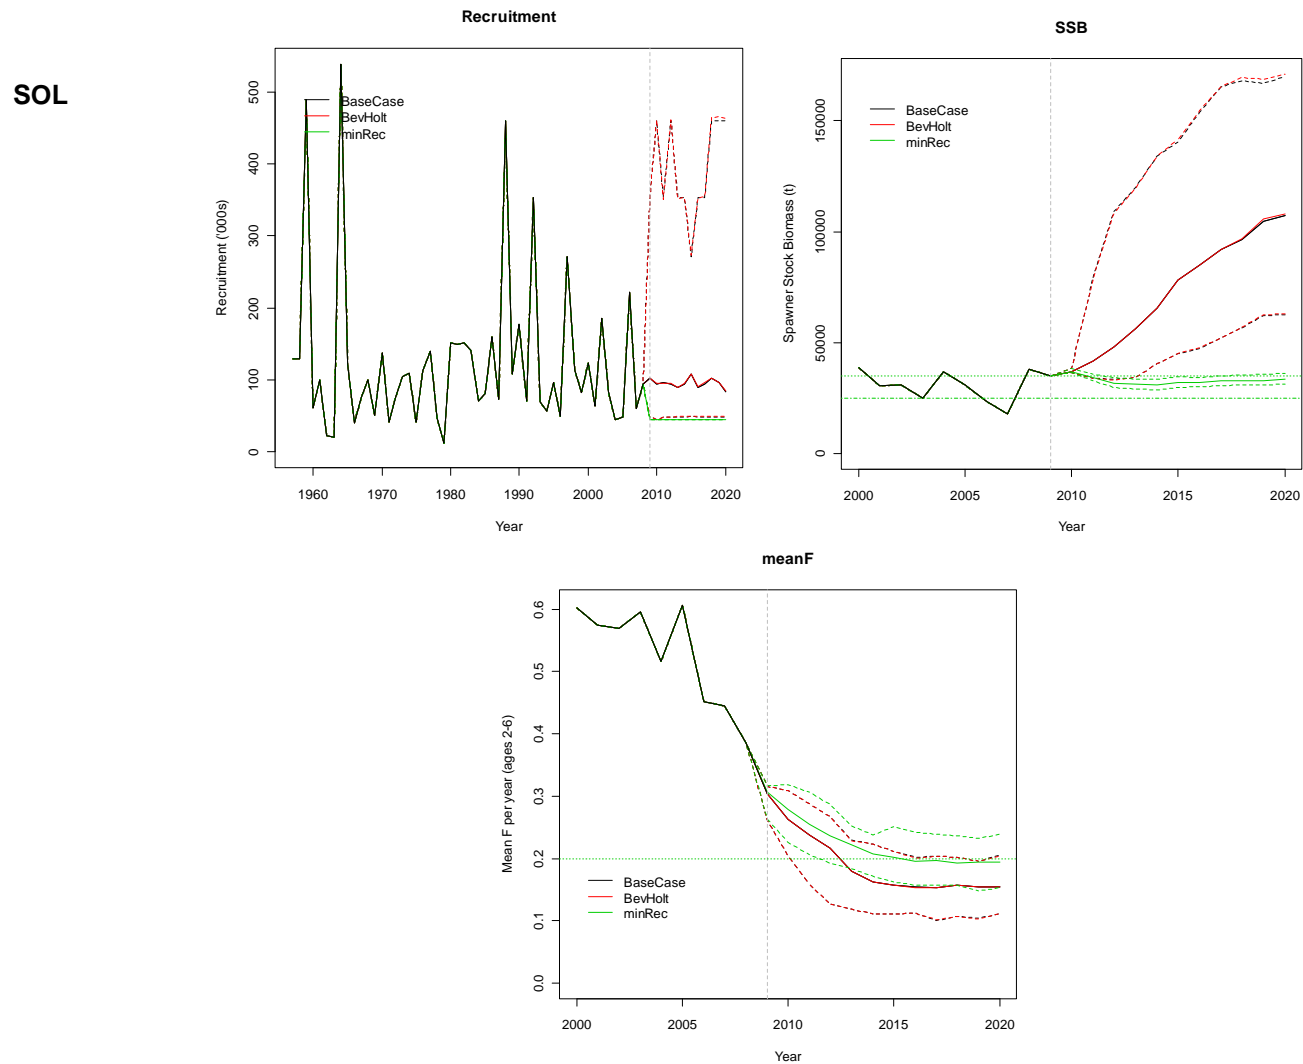 SOL
Recruitment
Recruitment ('000s)
500
400
300
200
100
0
BaseCase
BevHolt
minRec
1960
1970
1980
1990
2000
2010
2020
Year
SSB
Spawner Stock Biomass (t)
150000
100000
50000
0
BaseCase
BevHolt
minRec
2000
2005
2010
2015
2020
Year
meanF
Mean F per year (ages 2-6)
0.6
0.5
0.4
0.3
0.2
0.1
0.0
BaseCase
BevHolt
minRec
2000
2005
2010
2015
2020
Year